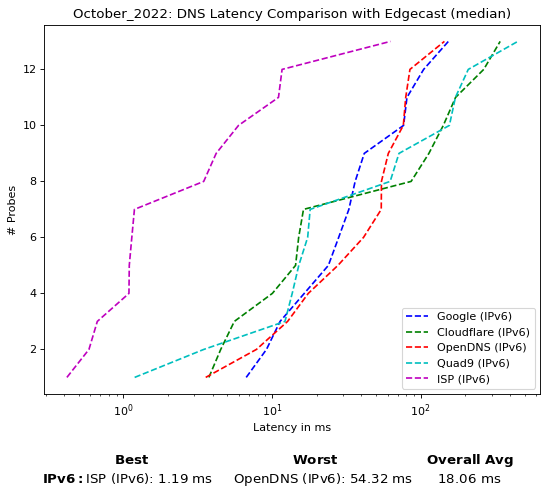 October_2022: DNS Latency Comparison with Edgecast (median)
12
10
8
6
4
2
# Probes
Google (IPv6)
Cloudflare (IPv6)
OpenDNS (IPv6)
Quad9 (IPv6)
ISP (IPv6)
10⁰ 10¹ 10²
Latency in ms
Best Worst Overall Avg
IPv6: ISP (IPv6): 1.19 ms OpenDNS (IPv6): 54.32 ms 18.06 ms